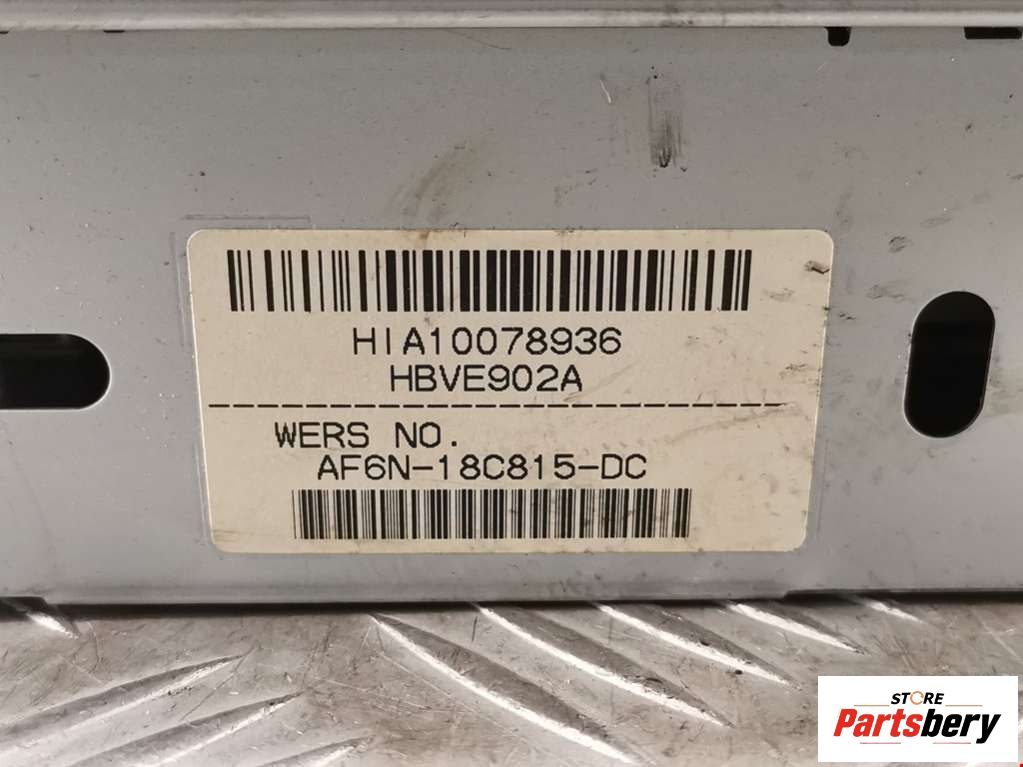 HIA10078936
HBVE902A
WERS NO.
AF6N-18C815-DC
STORE
Partsbery